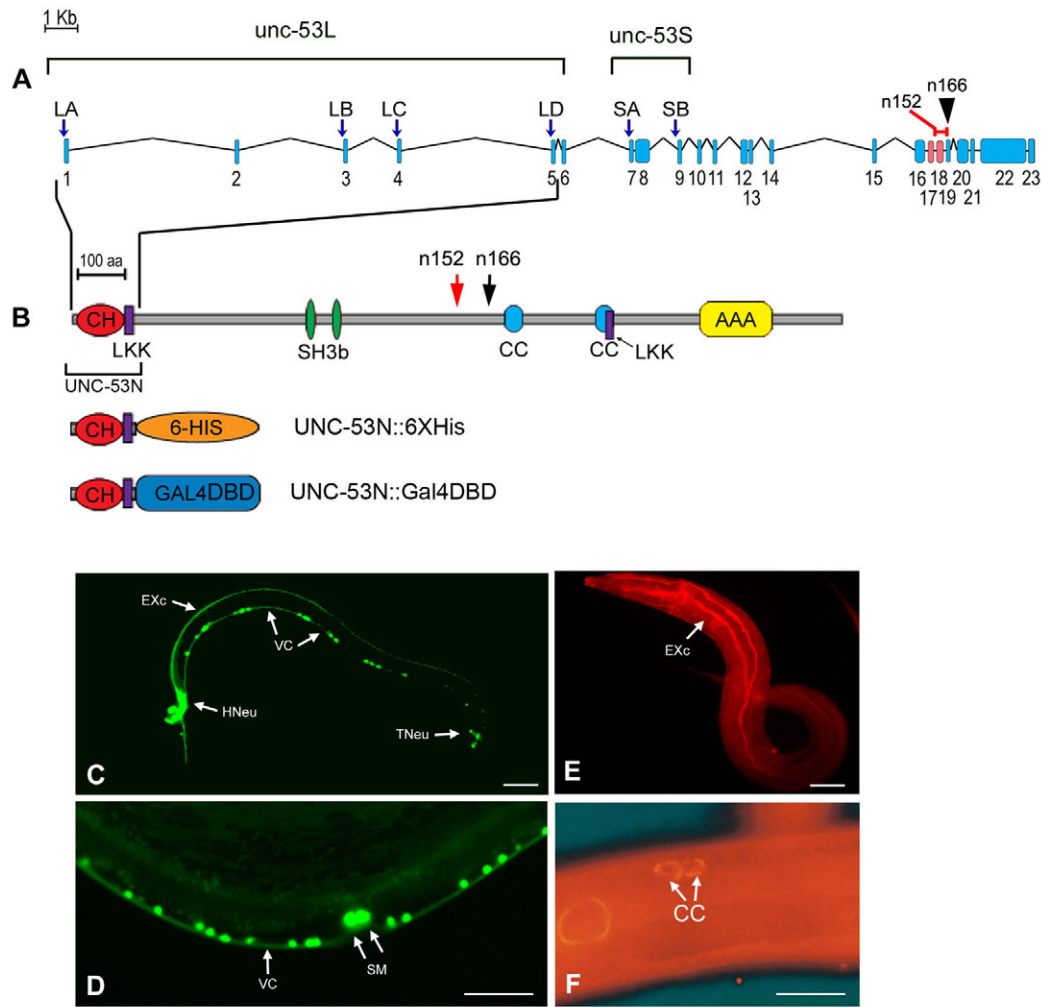 1 Kb
unc-53L
unc-53S
A
LA
LB
LC
LD
SA
SB
n152
n166
1
2
3
4
5 6
7 8
9
10
11
12
13
14
15
16
17
18
19
20
21
22
23
100 aa
n152
n166
B
CH
LKK
SH3b
CC
CC
LKK
AAA
UNC-53N
CH
6-HIS
UNC-53N::6XHis
CH
GAL4DBD
UNC-53N::Gal4DBD
EXc
VC
HNeu
TNeu
C
EXc
E
VC
SM
D
CC
F